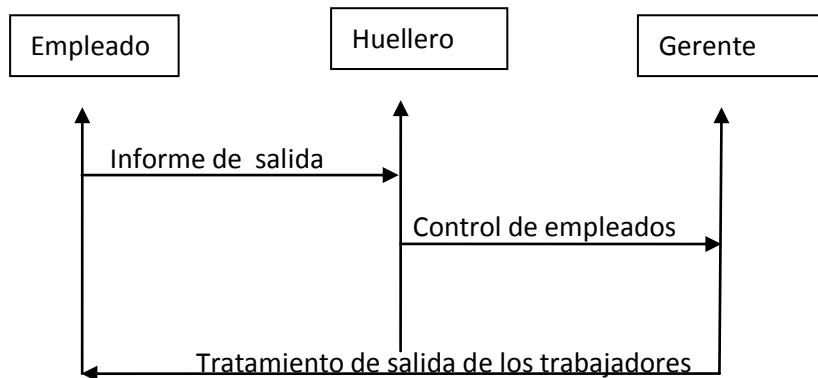 Empleado
Huellero
Gerente
Informe de salida
Control de empleados
Tratamiento de salida de los trabajadores